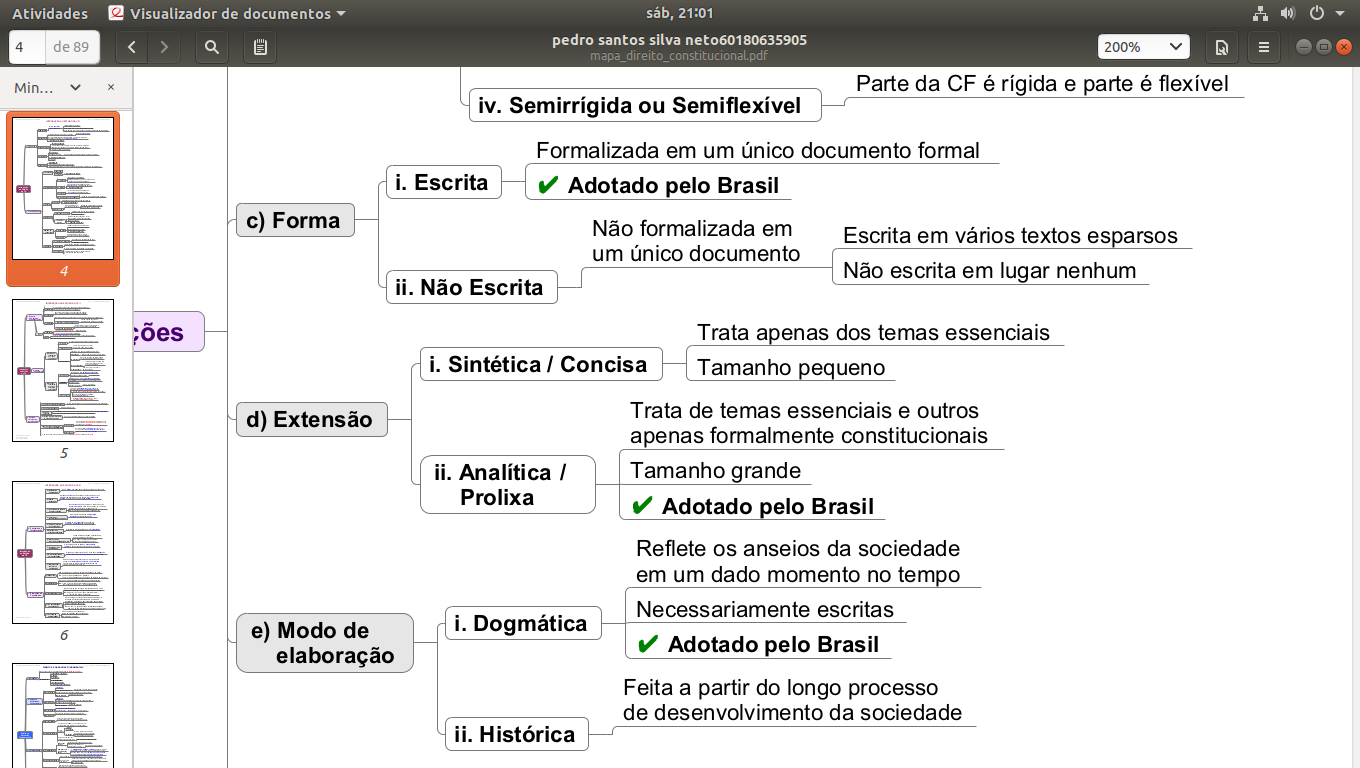 Atividades
Visualizador de documentos
sáb, 21:01
4
de 89
pedro santos silva neto60180635905
mapa_direito_constitucional.pdf
200%
Min...
4
5
6
Parte da CF é rígida e parte é flexível
iv. Semirrígida ou Semiflexível
Formalizada em um único documento formal
i. Escrita
Adotado pelo Brasil
c) Forma
Não formalizada em
um único documento
Escrita em vários textos esparsos
Não escrita em lugar nenhum
ii. Não Escrita
ções
Trata apenas dos temas essenciais
i. Sintética / Concisa
Tamanho pequeno
d) Extensão
Trata de temas essenciais e outros
apenas formalmente constitucionais
ii. Analítica /
Prolixa
Tamanho grande
Adotado pelo Brasil
Reflete os anseios da sociedade
em um dado momento no tempo
i. Dogmática
Necessariamente escritas
Adotado pelo Brasil
e) Modo de
elaboração
Feita a partir do longo processo
de desenvolvimento da sociedade
ii. Histórica